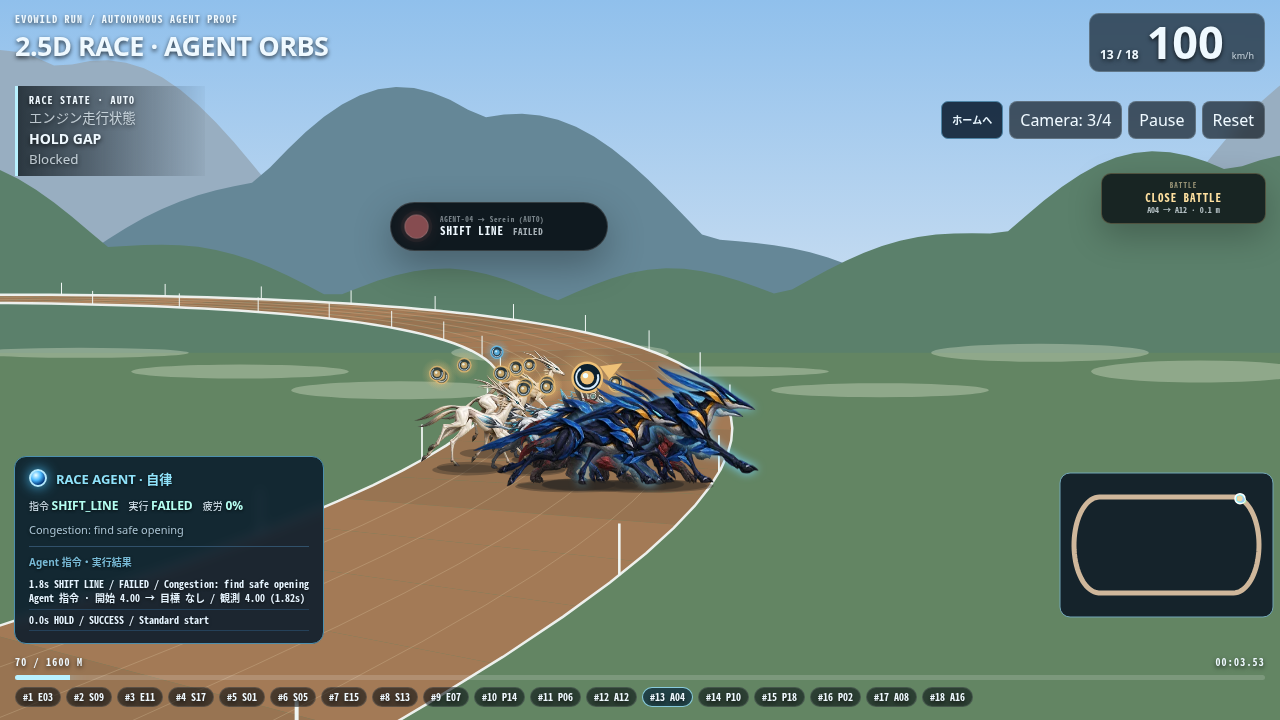 EVOWILD RUN / AUTONOMOUS AGENT PROOF
2.5D RACE · AGENT ORBS
13 / 18 100 km/h
RACE STATE · AUTO
エンジン走行状態
HOLD GAP
Blocked
ホームへ
Camera: 3/4
Pause
Reset
BATTLE
CLOSE BATTLE
A04 → A12 · 0.1 m
AGENT-04 → Serein (AUTO)
SHIFT LINE FAILED
RACE AGENT · 自律
指令 SHIFT_LINE 実行 FAILED 疲労 0%
Congestion: find safe opening
Agent 指令・実行結果
1.8s SHIFT LINE / FAILED / Congestion: find safe opening
Agent 指令 · 開始 4.00 → 目標 なし / 観測 4.00 (1.82s)
0.0s HOLD / SUCCESS / Standard start
70 / 1600 M
00:03.53
#1 E03 #2 S09 #3 E11 #4 S17 #5 S01 #6 S05 #7 E15 #8 S13 #9 E07 #10 P14 #11 P06 #12 A12 #13 A04 #14 P10 #15 P18 #16 P02 #17 A08 #18 A16